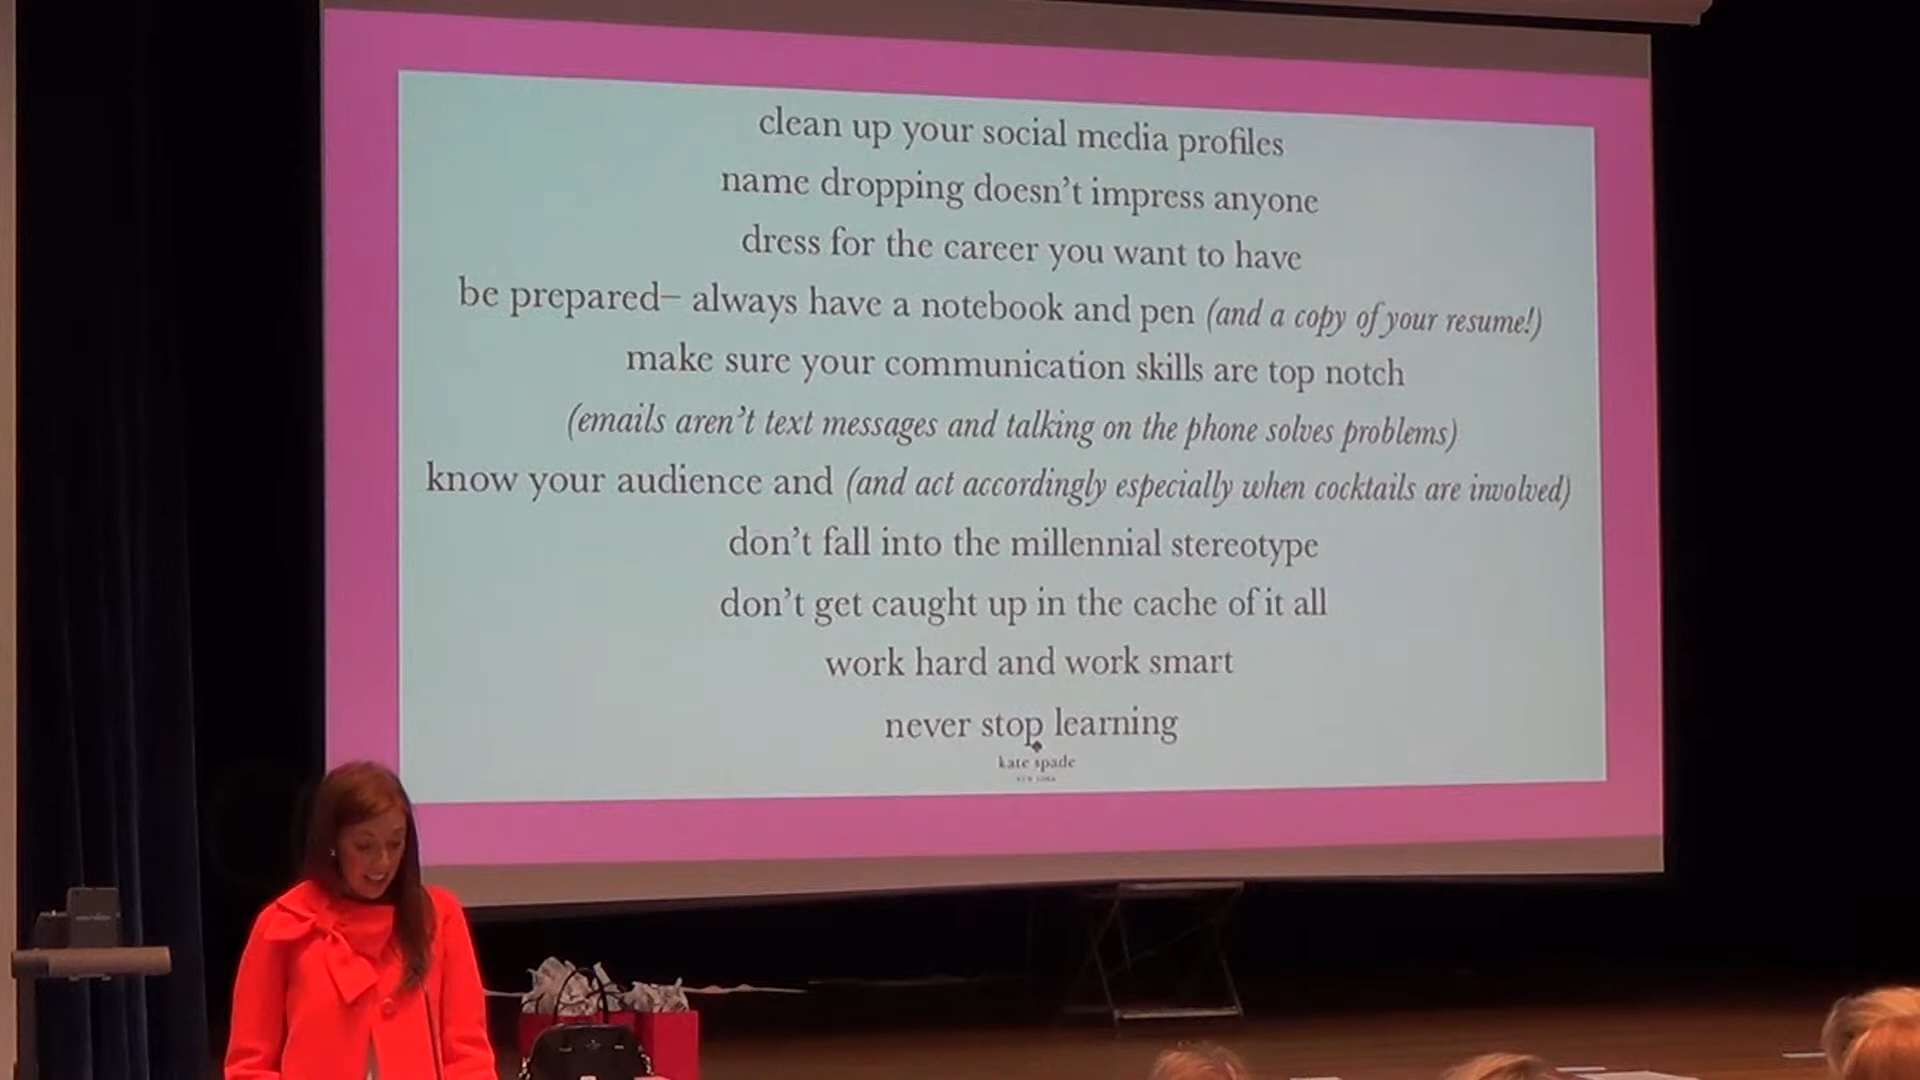 clean up your social media profiles
name dropping doesn't impress anyone
dress for the career you want to have
be prepared– always have a notebook and pen (and a copy of your resume!)
make sure your communication skills are top notch
(emails aren't text messages and talking on the phone solves problems)
know your audience and (and act accordingly especially when cocktails are involved)
don't fall into the millennial stereotype
don't get caught up in the cache of it all
work hard and work smart
never stop learning
kate spade
NEW YORK